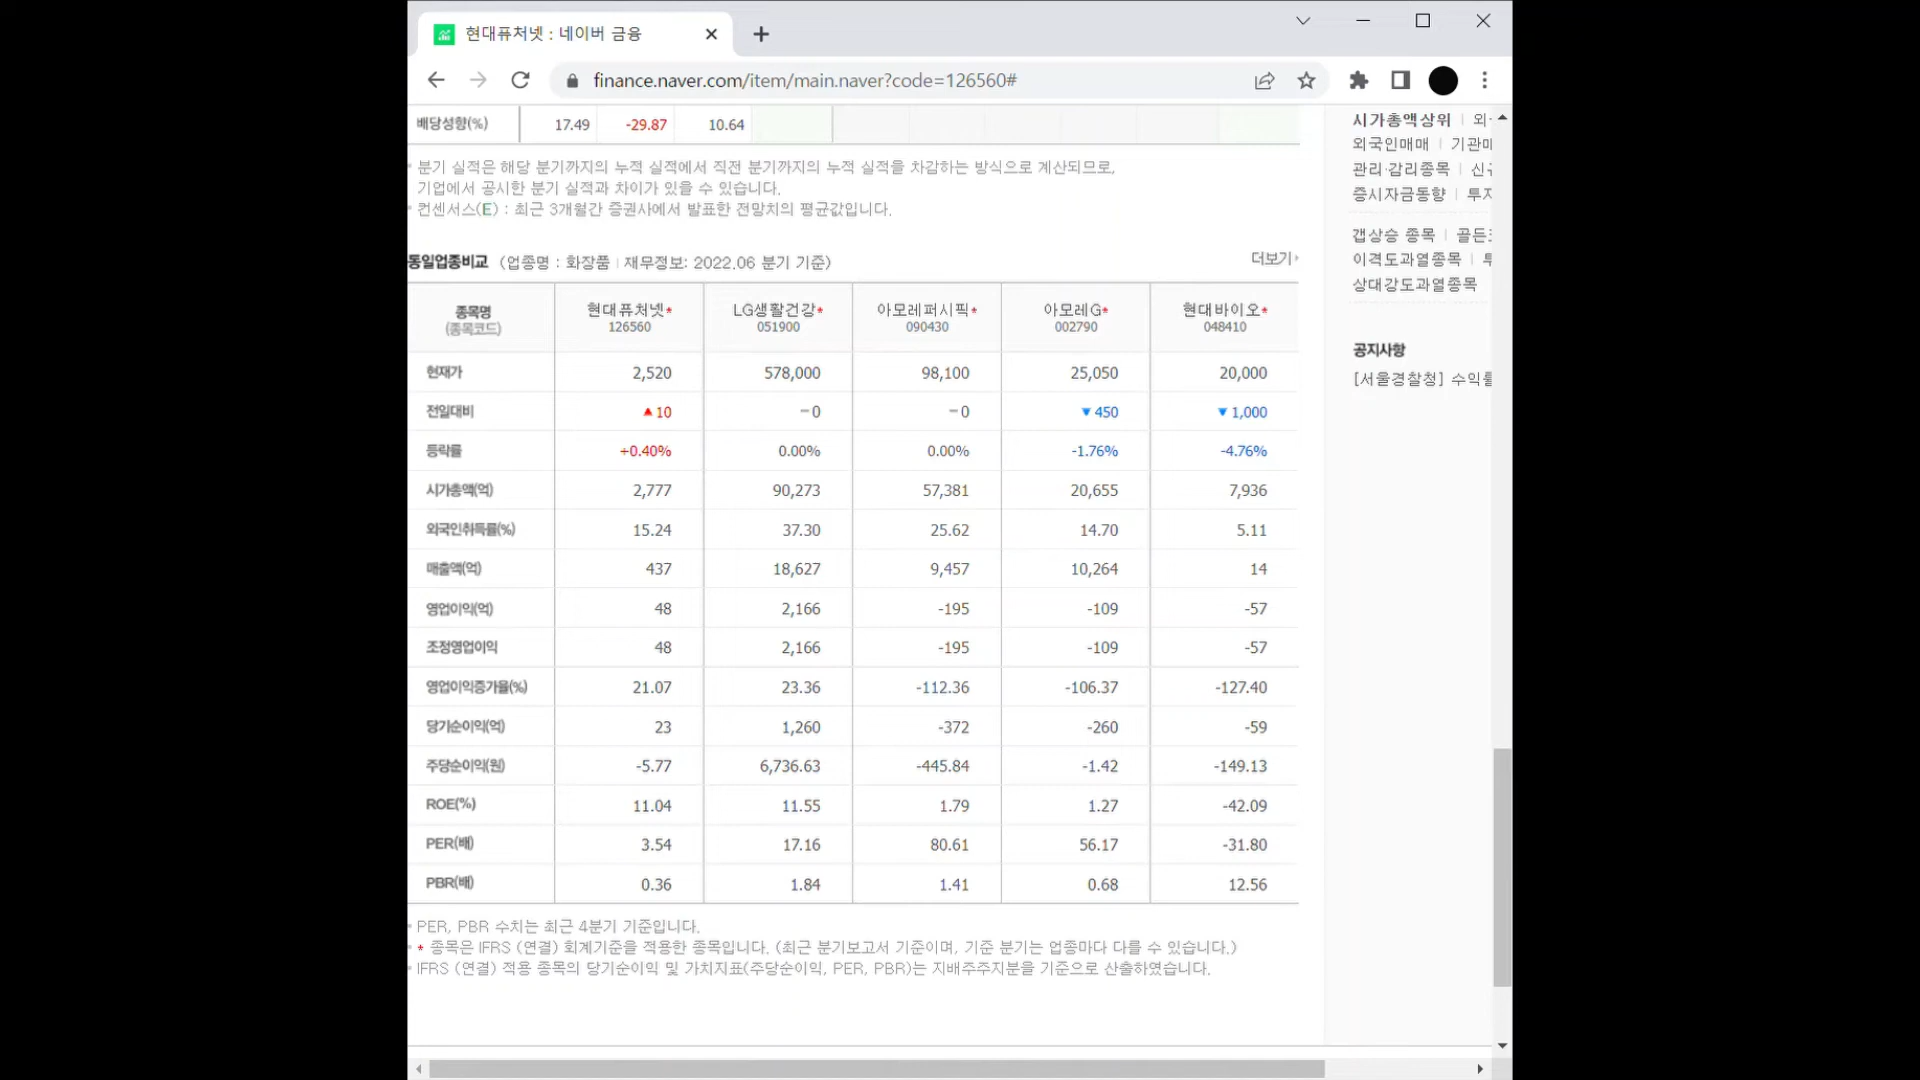 현대퓨처넷 : 네이버 금융
finance.naver.com/item/main.naver?code=126560#
배당성향(%) 17.49 -29.87 10.64
분기 실적은 해당 분기까지의 누적 실적에서 직전 분기까지의 누적 실적을 차감하는 방식으로 계산되므로,
기업에서 공시한 분기 실적과 차이가 있을 수 있습니다.
컨센서스(E) : 최근 3개월간 증권사에서 발표한 전망치의 평균값입니다.
동일업종비교 (업종명 : 화장품 | 재무정보: 2022.06 분기 기준) 더보기
종목명 현대퓨처넷* LG생활건강* 아모레퍼시픽* 아모레G* 현대바이오*
(종목코드) 126560 051900 090430 002790 048410
현재가 2,520 578,000 98,100 25,050 20,000
전일대비 ▲10 -0 -0 ▼450 ▼1,000
등락률 +0.40% 0.00% 0.00% -1.76% -4.76%
시가총액(억) 2,777 90,273 57,381 20,655 7,936
외국인취득률(%) 15.24 37.30 25.62 14.70 5.11
매출액(억) 437 18,627 9,457 10,264 14
영업이익(억) 48 2,166 -195 -109 -57
조정영업이익 48 2,166 -195 -109 -57
영업이익증가율(%) 21.07 23.36 -112.36 -106.37 -127.40
당기순이익(억) 23 1,260 -372 -260 -59
주당순이익(원) -5.77 6,736.63 -445.84 -1.42 -149.13
ROE(%) 11.04 11.55 1.79 1.27 -42.09
PER(배) 3.54 17.16 80.61 56.17 -31.80
PBR(배) 0.36 1.84 1.41 0.68 12.56
PER, PBR 수치는 최근 4분기 기준입니다.
* 종목은 IFRS (연결) 회계기준을 적용한 종목입니다. (최근 분기보고서 기준이며, 기준 분기는 업종마다 다를 수 있습니다.)
IFRS (연결) 적용 종목의 당기순이익 및 가치지표(주당순이익, PER, PBR)는 지배주주지분을 기준으로 산출하였습니다.
시가총액상위 | 외
외국인매매 | 기관
관리·감리종목 | 신
증시자금동향 | 투
갭상승 종목 | 골든
이격도과열종목 |
상대강도과열종목
공지사항
[서울경찰청] 수익